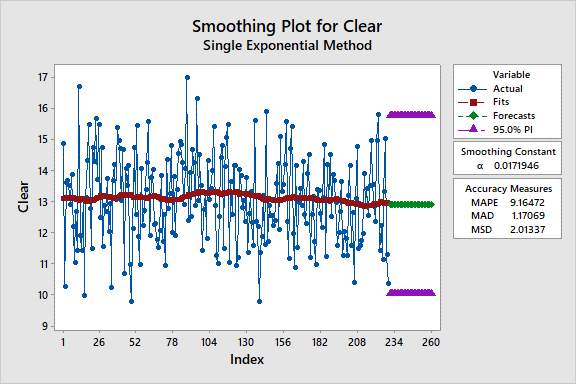 Smoothing Plot for Clear
Single Exponential Method
Clear
17
16
15
14
13
12
11
10
9
1 26 52 78 104 130 156 182 208 234 260
Index
Variable
Actual
Fits
Forecasts
95.0% PI
Smoothing Constant
α 0.0171946
Accuracy Measures
MAPE 9.16472
MAD 1.17069
MSD 2.01337